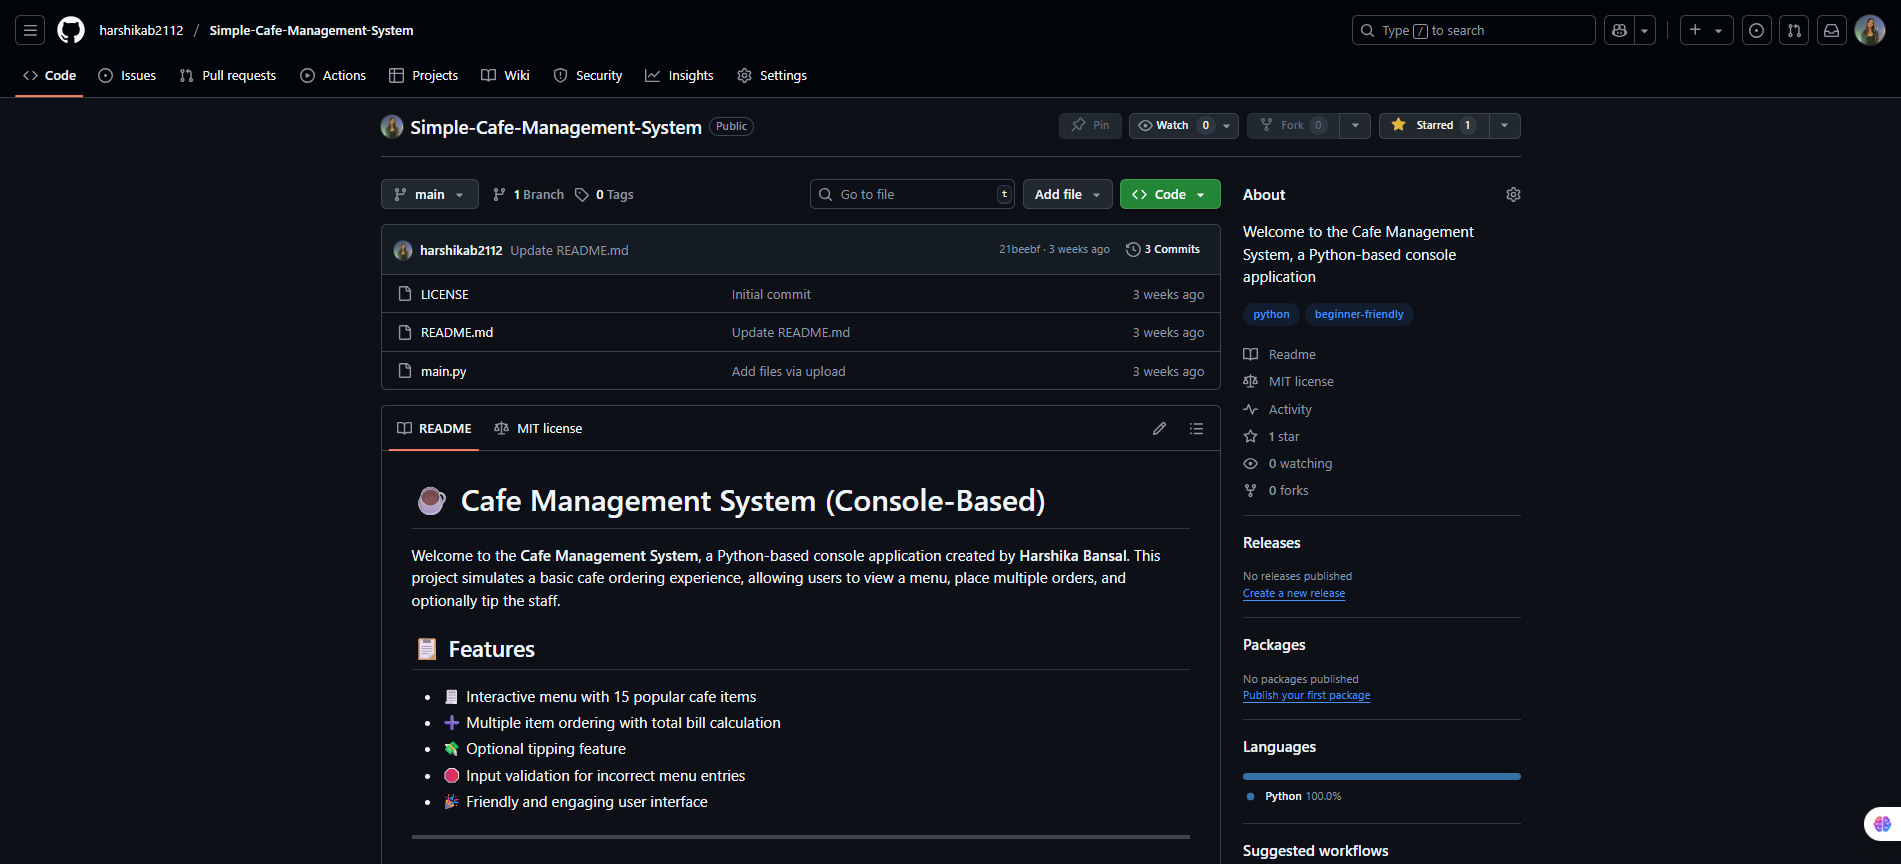 harshikab2112 / Simple-Cafe-Management-System
Type / to search
Code Issues Pull requests Actions Projects Wiki Security Insights Settings
Simple-Cafe-Management-System Public
Pin Watch 0 Fork 0 Starred 1
main 1 Branch 0 Tags
Go to file t Add file Code
harshikab2112 Update README.md 21beebf · 3 weeks ago 3 Commits
LICENSE Initial commit 3 weeks ago
README.md Update README.md 3 weeks ago
main.py Add files via upload 3 weeks ago
README MIT license
Cafe Management System (Console-Based)
Welcome to the Cafe Management System, a Python-based console application created by Harshika Bansal. This
project simulates a basic cafe ordering experience, allowing users to view a menu, place multiple orders, and
optionally tip the staff.
Features
Interactive menu with 15 popular cafe items
Multiple item ordering with total bill calculation
Optional tipping feature
Input validation for incorrect menu entries
Friendly and engaging user interface
About
Welcome to the Cafe Management
System, a Python-based console
application
python beginner-friendly
Readme
MIT license
Activity
1 star
0 watching
0 forks
Releases
No releases published
Create a new release
Packages
No packages published
Publish your first package
Languages
Python 100.0%
Suggested workflows